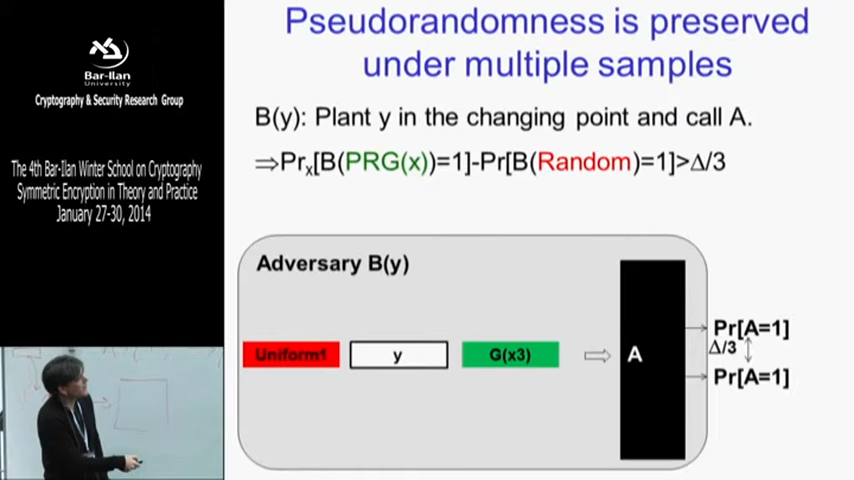 Bar-Ilan
University
Cryptography & Security Research Group
The 4th Bar-Ilan Winter School on Cryptography
Symmetric Encryption in Theory and Practice
January 27-30, 2014
Pseudorandomness is preserved
under multiple samples
B(y): Plant y in the changing point and call A.
⇒Prₓ[B(PRG(x))=1]-Pr[B(Random)=1]>Δ/3
Adversary B(y)
Uniform1 y G(x3) ⇨ A
Pr[A=1]
Δ/3
Pr[A=1]